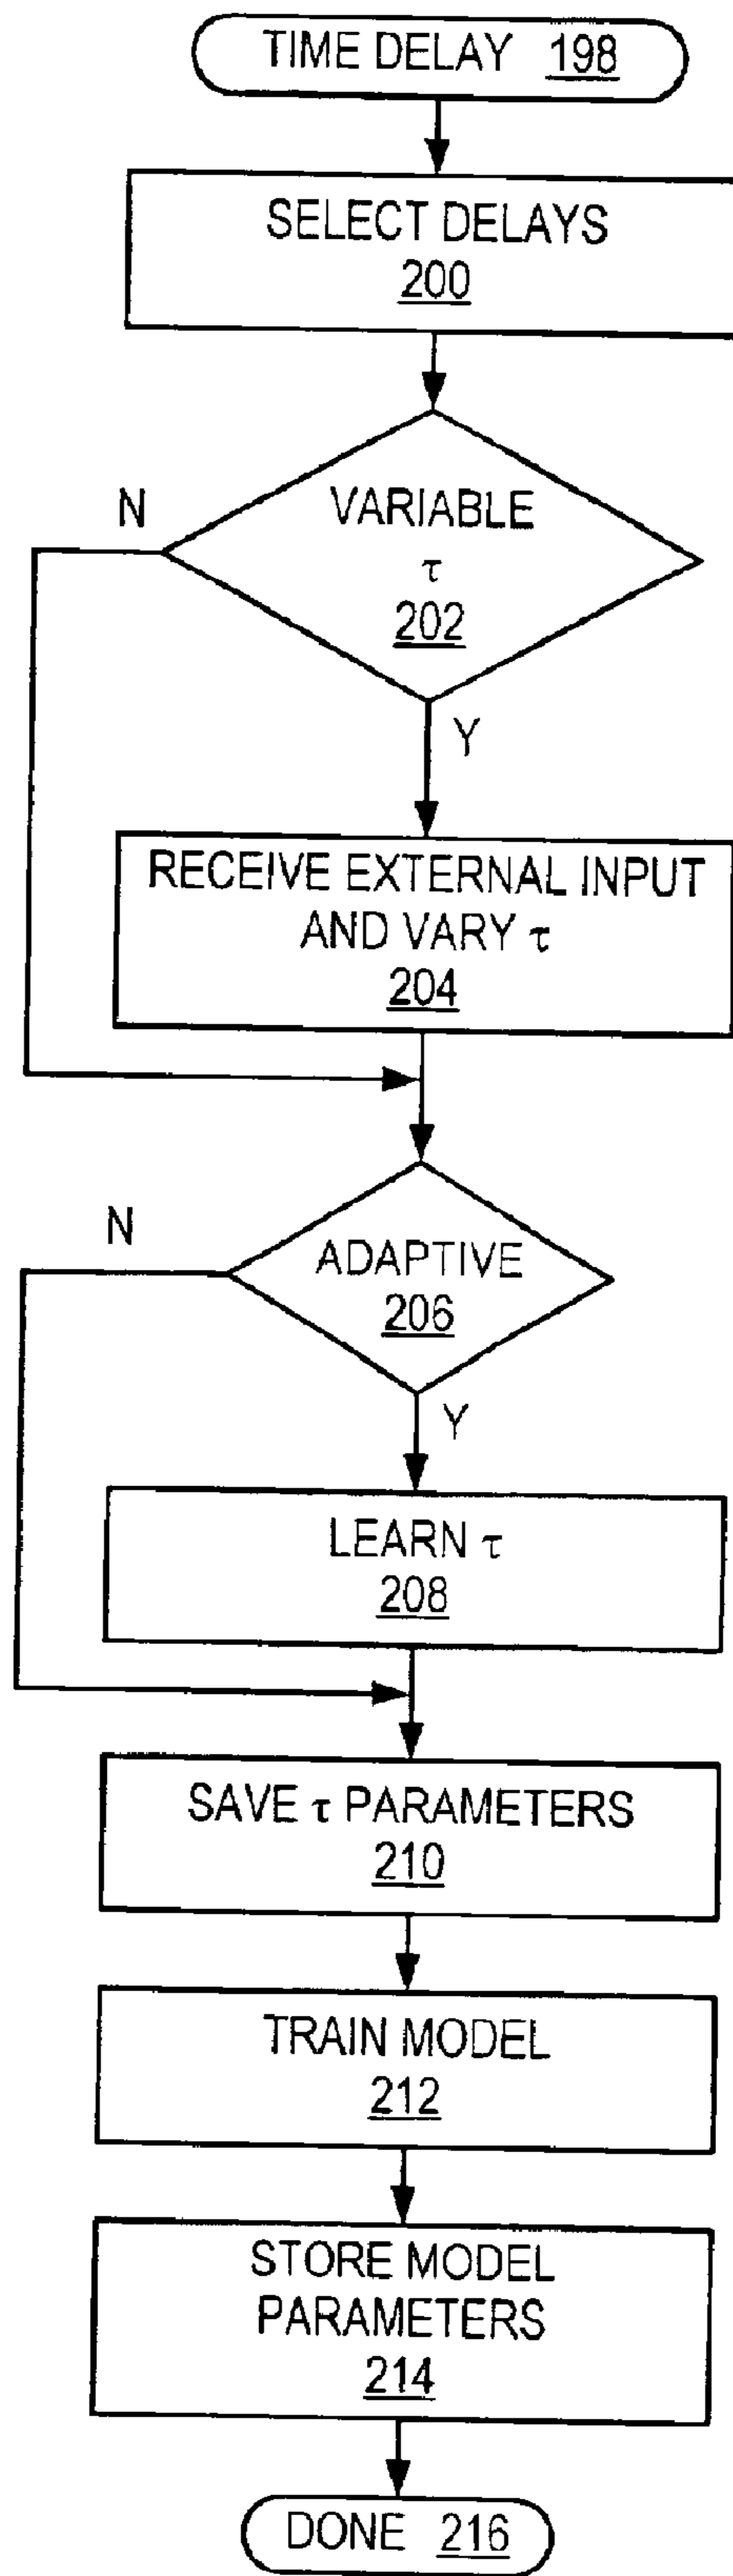 TIME DELAY 198
SELECT DELAYS
200
N
VARIABLE
τ
202
Y
RECEIVE EXTERNAL INPUT
AND VARY τ
204
N
ADAPTIVE
206
Y
LEARN τ
208
SAVE τ PARAMETERS
210
TRAIN MODEL
212
STORE MODEL
PARAMETERS
214
DONE 216